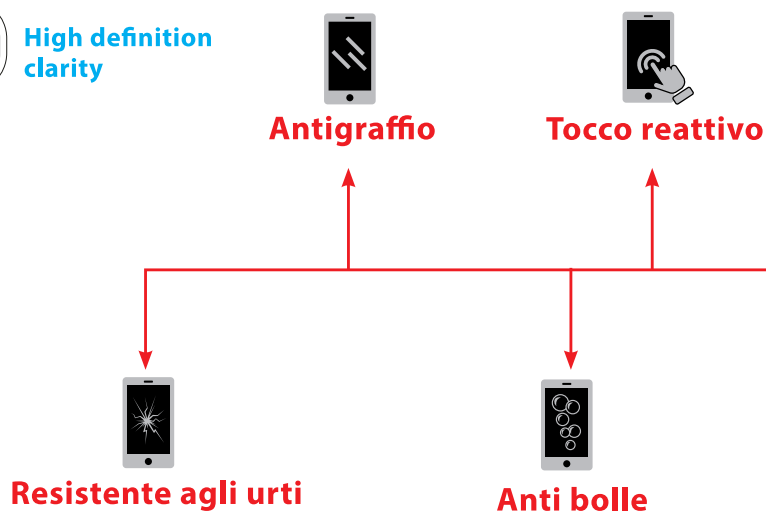 High definition
clarity
Antigraffio
Tocco reattivo
Resistente agli urti
Anti bolle